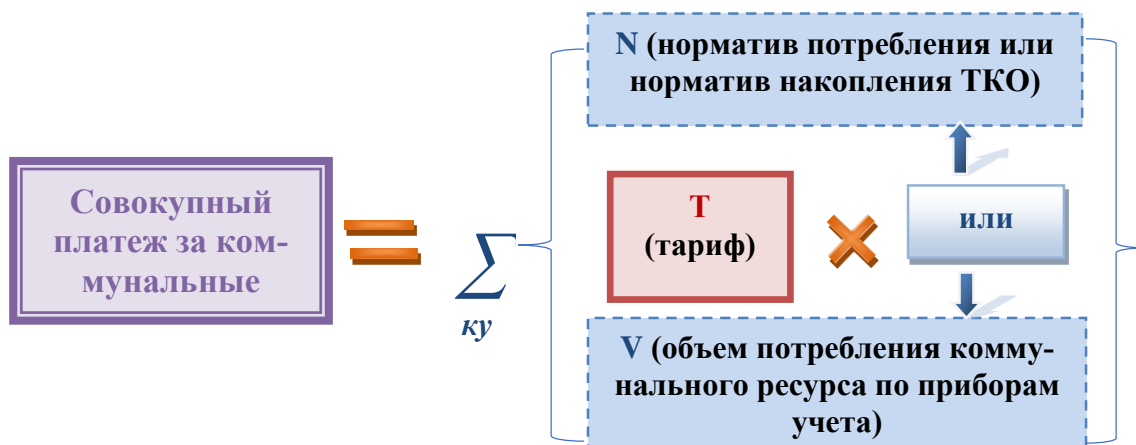 N (норматив потребления или
норматив накопления ТКО)
Совокупный
платеж за ком-
мунальные
=
∑
ку
Т
(тариф)
×
или
V (объем потребления комму-
нального ресурса по приборам
учета)